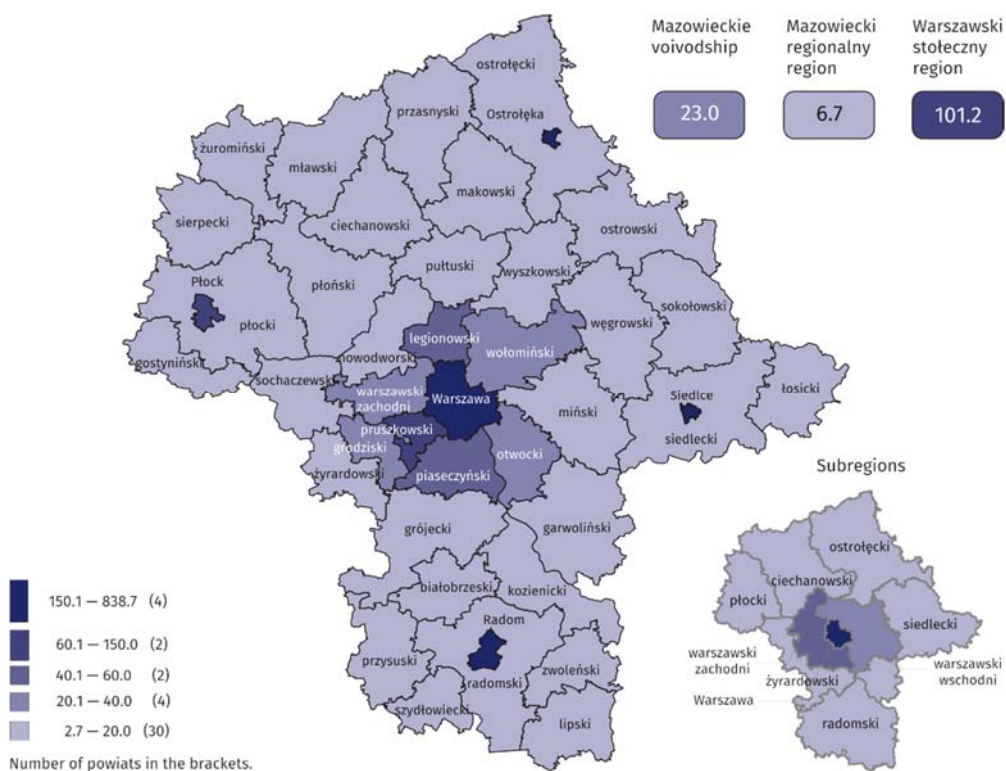 Mazowieckie
voivodship
Mazowiecki
regionalny
region
Warszawski
stołeczny
region
23.0
6.7
101.2
ostrołęcki
przasnyski
Ostrołęka
żuromiński
mławski
makowski
sierpecki
ciechanowski
ostrowski
pułtuski
wyszkowski
Płock
płoński
sokołowski
płocki
węgrowski
legionowski
wołomiński
gostyniński
nowodworski
sochaczewski
warszawski
zachodni
Warszawa
miński
Siedlce
łosicki
pruszkowski
grodziski
siedlecki
otwocki
żyrardowski
piaseczyński
grójecki
garwoliński
białobrzeski
kozienicki
Radom
przysuski
zwoleński
radomski
szydłowiecki
lipski
Subregions
ostrołęcki
ciechanowski
płocki
siedlecki
warszawski
zachodni
warszawski
wschodni
żyrardowski
Warszawa
radomski
150.1 — 838.7 (4)
60.1 — 150.0 (2)
40.1 — 60.0 (2)
20.1 — 40.0 (4)
2.7 — 20.0 (30)
Number of powiats in the brackets.